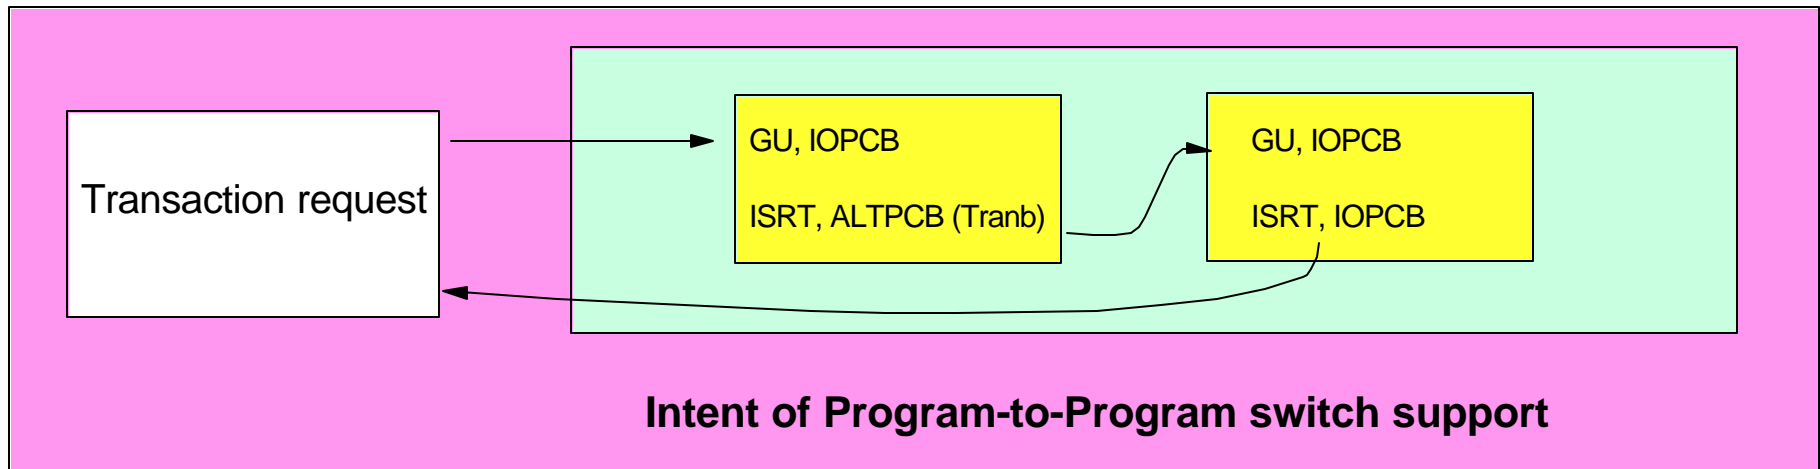 Transaction request
GU, IOPCB
ISRT, ALTPCB (Tranb)
GU, IOPCB
ISRT, IOPCB
Intent of Program-to-Program switch support